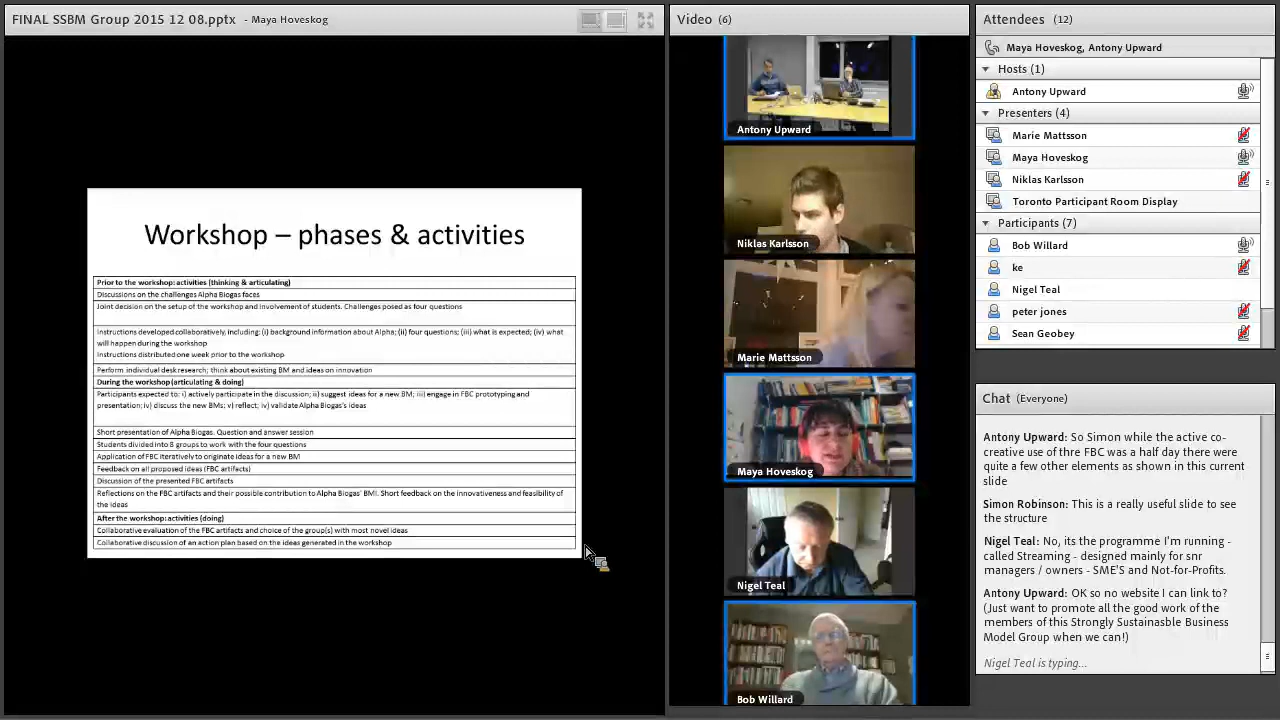 FINAL SSBM Group 2015 12 08.pptx - Maya Hoveskog
Workshop – phases & activities
Prior to the workshop: activities (thinking & articulating)
Discussions on the challenges Alpha Biogas faces
Joint decision on the setup of the workshop and involvement of students. Challenges posed as four questions
Instructions developed collaboratively, including: (i) background information about Alpha; (ii) four questions; (iii) what is expected; (iv) what
will happen during the workshop
Instructions distributed one week prior to the workshop
Perform individual desk research; think about existing BM and ideas on innovation
During the workshop (articulating & doing)
Participants expected to: i) actively participate in the discussion; ii) suggest ideas for a new BM; iii) engage in FBC prototyping and
presentation; iv) discuss the new BMs; v) reflect; iv) validate Alpha Biogas's ideas
Short presentation of Alpha Biogas. Question and answer session
Students divided into 8 groups to work with the four questions
Application of FBC iteratively to originate ideas for a new BM
Feedback on all proposed ideas (FBC artifacts)
Discussion of the presented FBC artifacts
Reflections on the FBC artifacts and their possible contribution to Alpha Biogas' BMI. Short feedback on the innovativeness and feasibility of
the ideas
After the workshop: activities (doing)
Collaborative evaluation of the FBC artifacts and choice of the group(s) with most novel ideas
Collaborative discussion of an action plan based on the ideas generated in the workshop
Video (6)
Antony Upward
Niklas Karlsson
Marie Mattsson
Maya Hoveskog
Nigel Teal
Bob Willard
Attendees (12)
Maya Hoveskog, Antony Upward
Hosts (1)
Antony Upward
Presenters (4)
Marie Mattsson
Maya Hoveskog
Niklas Karlsson
Toronto Participant Room Display
Participants (7)
Bob Willard
ke
Nigel Teal
peter jones
Sean Geobey
Chat (Everyone)
Antony Upward: So Simon while the active co-
creative use of thre FBC was a half day there were
quite a few other elements as shown in this current
slide
Simon Robinson: This is a really useful slide to see
the structure
Nigel Teal: No, its the programme I'm running -
called Streaming - designed mainly for snr
managers / owners - SME'S and Not-for-Profits.
Antony Upward: OK so no website I can link to?
(Just want to promote all the good work of the
members of this Strongly Sustainasble Business
Model Group when we can!)
Nigel Teal is typing...